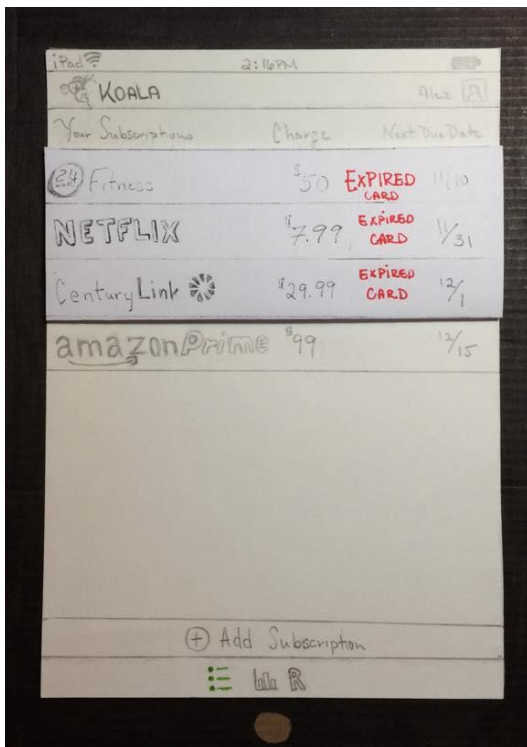 iPad 2:16PM
KOALA Alex
Your Subscriptions Charge Next Due Date
24 Fitness $50 EXPIRED CARD 11/10
NETFLIX $7.99 EXPIRED CARD 11/31
CenturyLink $29.99 EXPIRED CARD 12/1
amazonPrime $99 12/15
+ Add Subscription
R